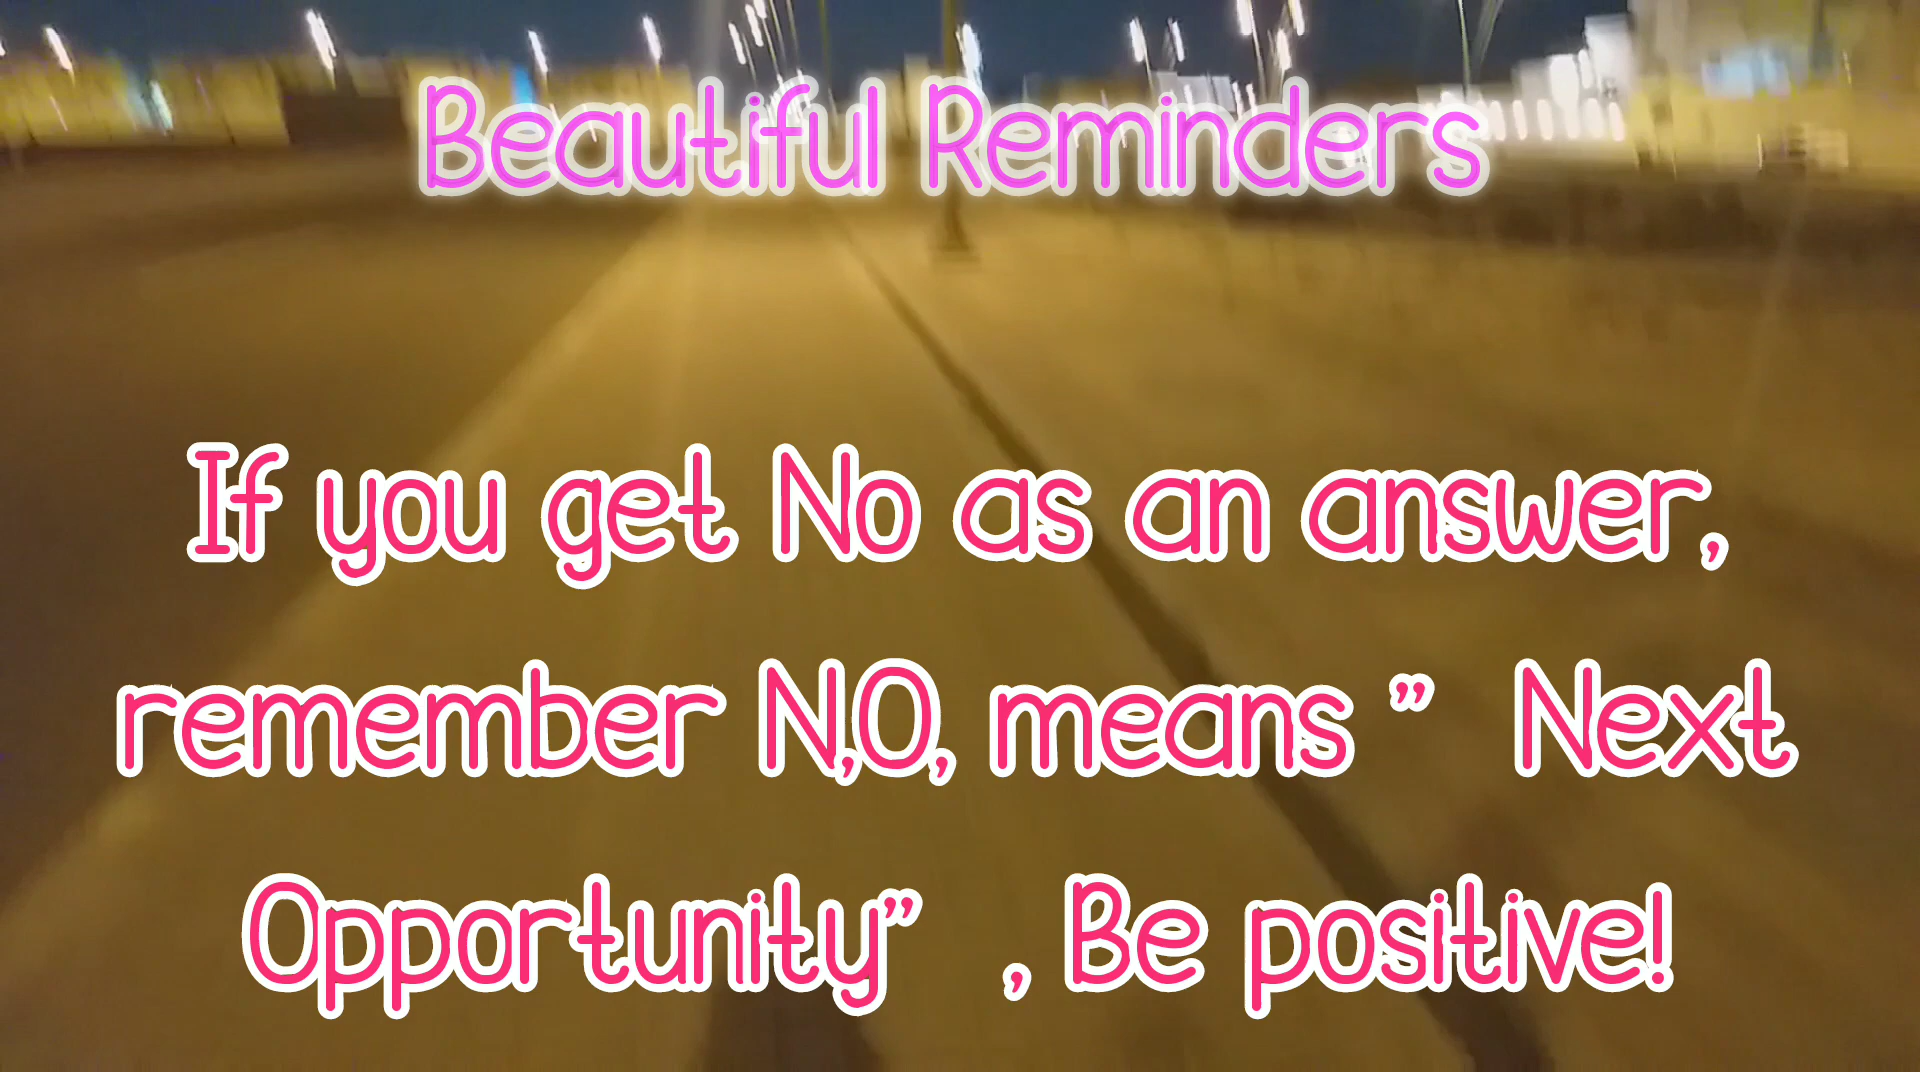 Beautiful Reminders
If you get No as an answer,
remember N,O, means " Next
Opportunity" , Be positive!